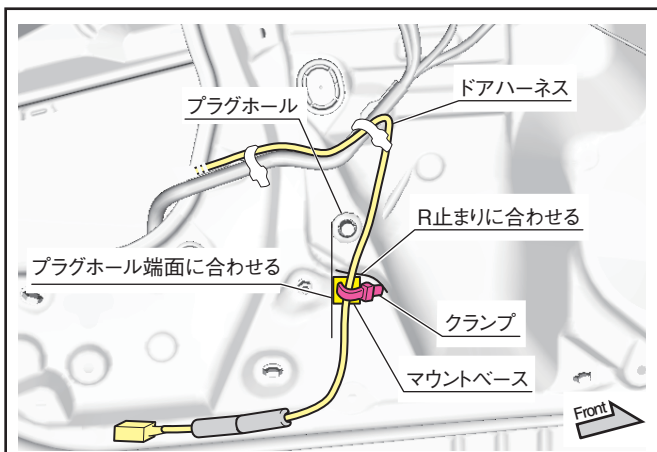 ドアハーネス
プラグホール
R止まりに合わせる
プラグホール端面に合わせる
クランプ
マウントベース
Front